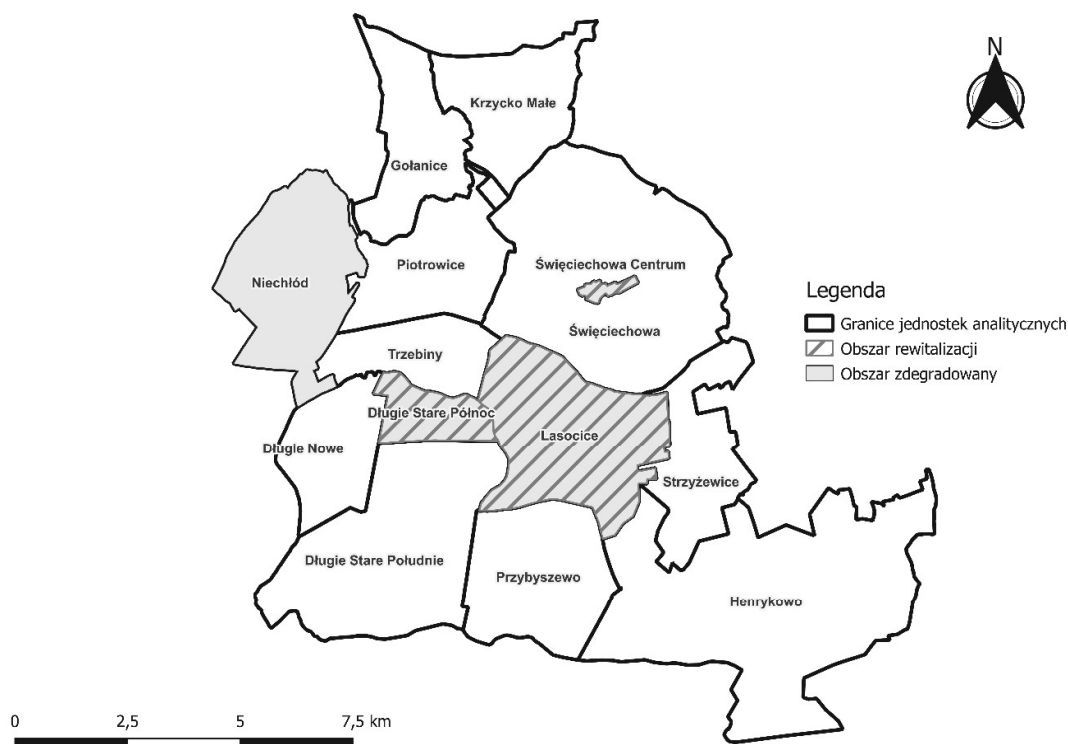 N
Krzycko Małe
Gołanice
Niechłód
Piotrowice
Święciechowa Centrum
Święciechowa
Trzebiny
Długie Stare Północ
Długie Nowe
Lasocice
Strzyżewice
Długie Stare Południe
Przybyszewo
Henrykowo
Legenda
Granice jednostek analitycznych
Obszar rewitalizacji
Obszar zdegradowany
0 2,5 5 7,5 km